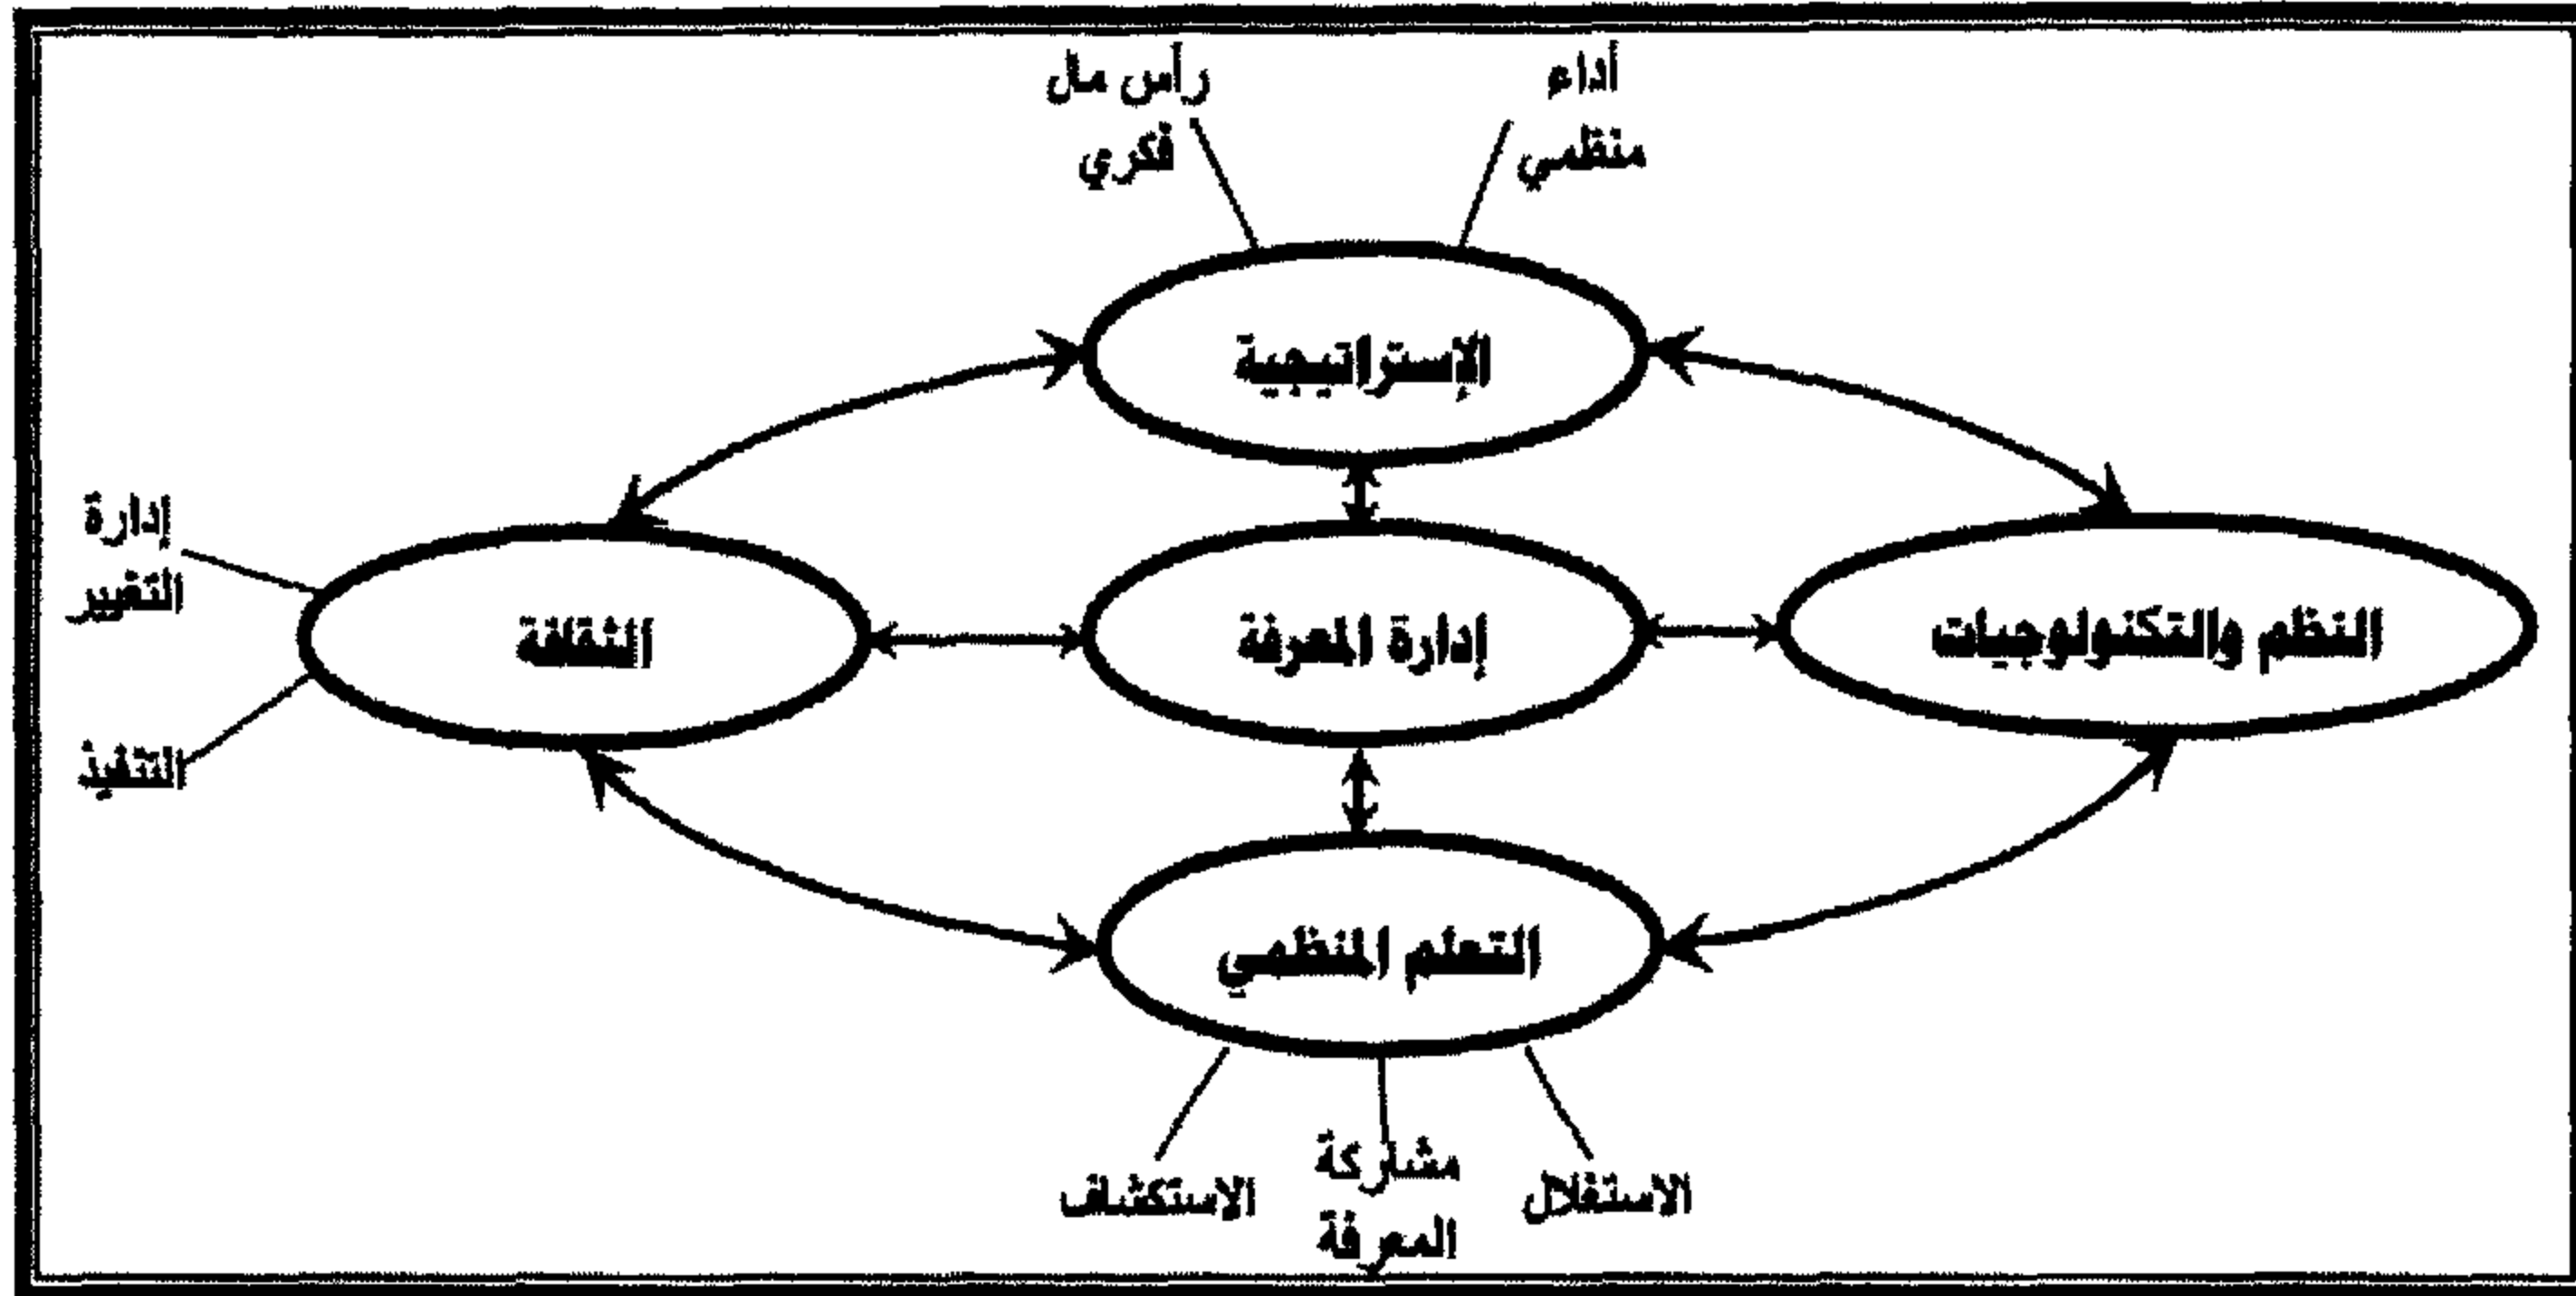 أداء
منظمي
رأس مال
فكري
الإستراتيجية
النظم والتكنولوجيات
إدارة المعرفة
الثقافة
إدارة
التغيير
التنفيذ
التعلم المنظمي
الاستغلال
مشاركة
المعرفة
الاستكشاف